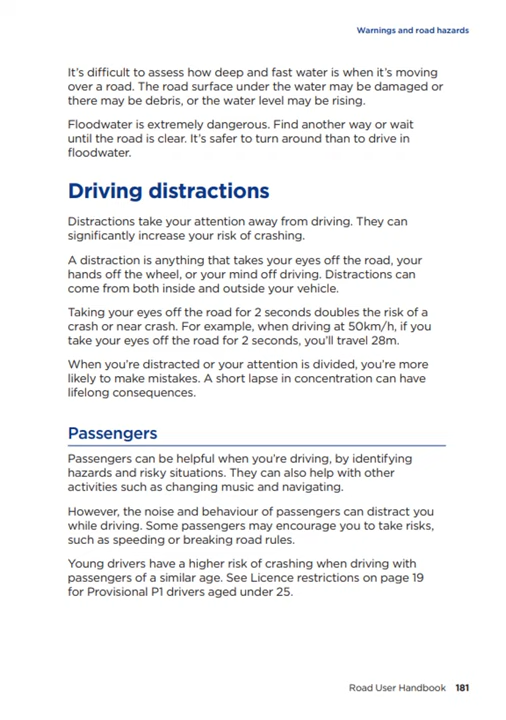 Warnings and road hazards
It's difficult to assess how deep and fast water is when it's moving
over a road. The road surface under the water may be damaged or
there may be debris, or the water level may be rising.
Floodwater is extremely dangerous. Find another way or wait
until the road is clear. It's safer to turn around than to drive in
floodwater.
Driving distractions
Distractions take your attention away from driving. They can
significantly increase your risk of crashing.
A distraction is anything that takes your eyes off the road, your
hands off the wheel, or your mind off driving. Distractions can
come from both inside and outside your vehicle.
Taking your eyes off the road for 2 seconds doubles the risk of a
crash or near crash. For example, when driving at 50km/h, if you
take your eyes off the road for 2 seconds, you'll travel 28m.
When you're distracted or your attention is divided, you're more
likely to make mistakes. A short lapse in concentration can have
lifelong consequences.
Passengers
Passengers can be helpful when you're driving, by identifying
hazards and risky situations. They can also help with other
activities such as changing music and navigating.
However, the noise and behaviour of passengers can distract you
while driving. Some passengers may encourage you to take risks,
such as speeding or breaking road rules.
Young drivers have a higher risk of crashing when driving with
passengers of a similar age. See Licence restrictions on page 19
for Provisional P1 drivers aged under 25.
Road User Handbook 181